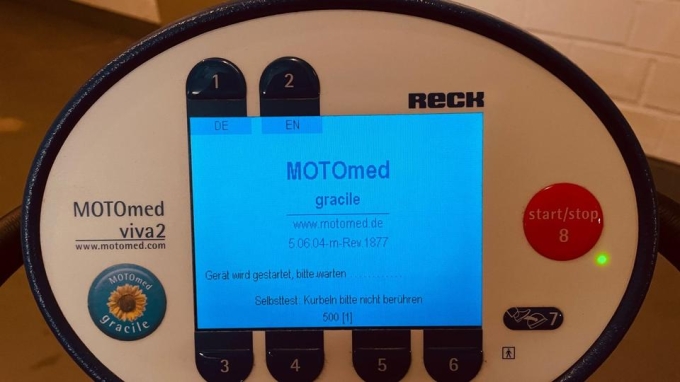 1
2
RECK
DE
EN
MOTOmed
gracile
www.motomed.de
5.06.04-m-Rev.1877
Gerät wird gestartet, bitte warten ..............
Selbsttest: Kurbeln bitte nicht berühren
500 [1]
MOTOmed
viva2
www.motomed.com
MOTOmed
gracile
start/stop
8
7
3
4
5
6